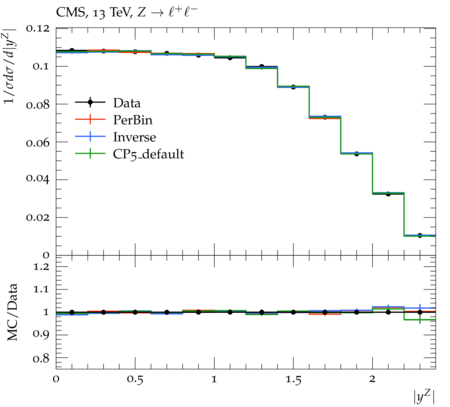 CMS, 13 TeV, Z → ℓ⁺ℓ⁻
1/σdσ/d|y^Z|
0.12
0.1
0.08
0.06
0.04
0.02
0
Data
PerBin
Inverse
CP5_default
MC/Data
1.2
1.1
1
0.9
0.8
0 0.5 1 1.5 2
|y^Z|